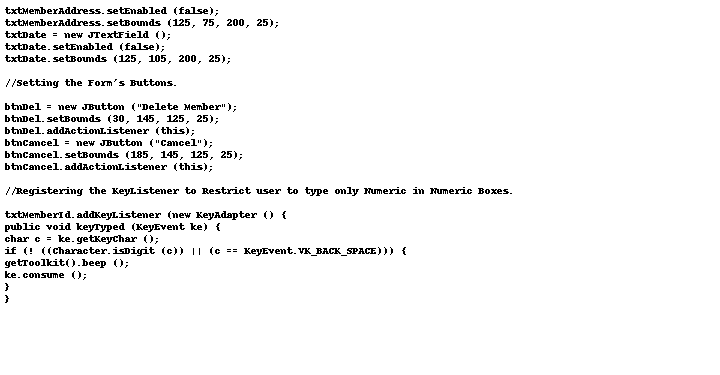 txtMemberAddress.setEnabled (false);
txtMemberAddress.setBounds (125, 75, 200, 25);
txtDate = new JTextField ();
txtDate.setEnabled (false);
txtDate.setBounds (125, 105, 200, 25);
//Setting the Form's Buttons.
btnDel = new JButton ("Delete Member");
btnDel.setBounds (30, 145, 125, 25);
btnDel.addActionListener (this);
btnCancel = new JButton ("Cancel");
btnCancel.setBounds (185, 145, 125, 25);
btnCancel.addActionListener (this);
//Registering the KeyListener to Restrict user to type only Numeric in Numeric Boxes.
txtMemberId.addKeyListener (new KeyAdapter () {
public void keyTyped (KeyEvent ke) {
char c = ke.getKeyChar ();
if (! ((Character.isDigit (c)) || (c == KeyEvent.VK_BACK_SPACE))) {
getToolkit().beep ();
ke.consume ();
}
}